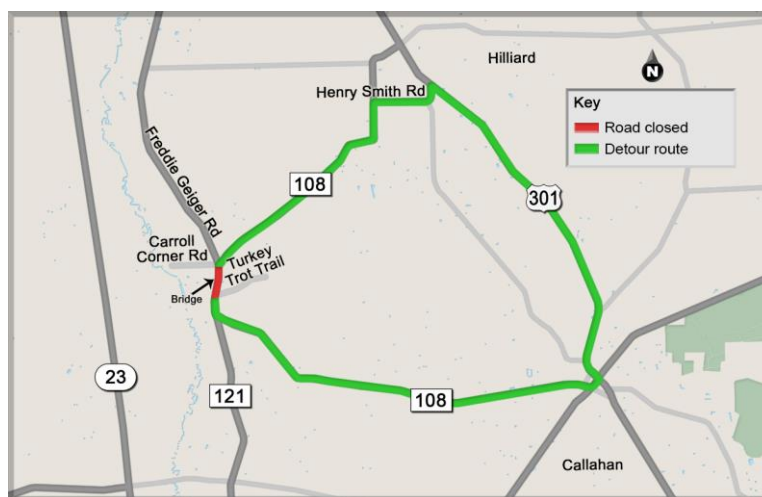 Hilliard
N
Henry Smith Rd
Key
Road closed
Detour route
Freddie Geiger Rd
108
301
Carroll
Corner Rd
Turkey
Trot Trail
Bridge
23
121
108
Callahan